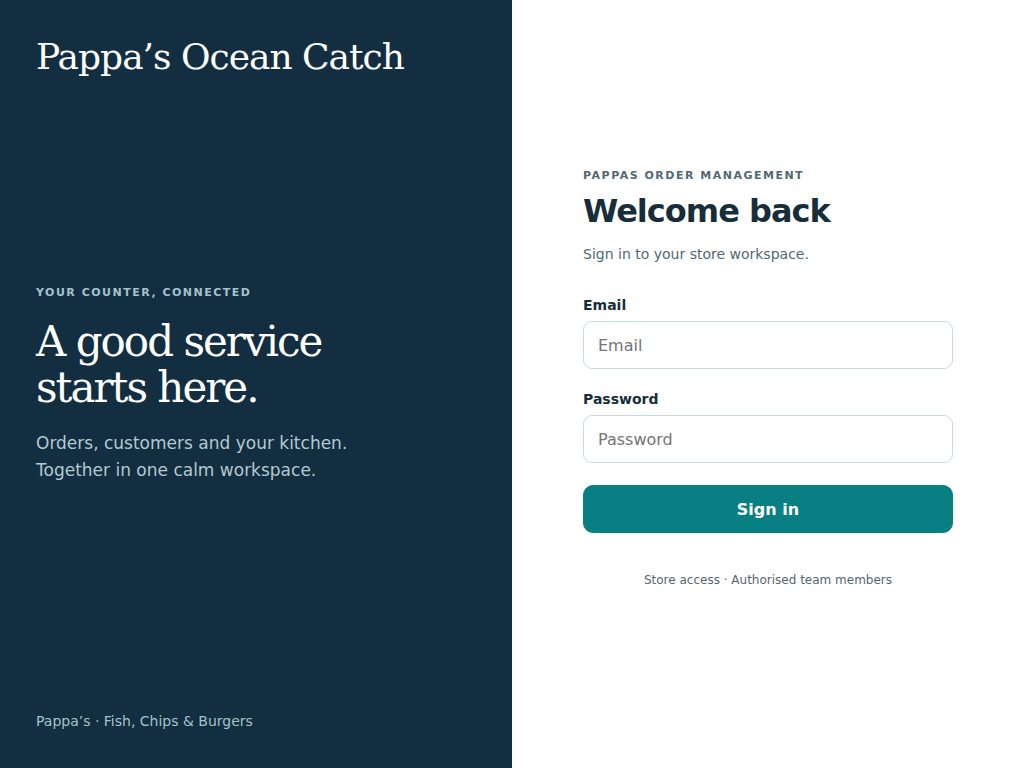 Pappa’s Ocean Catch
YOUR COUNTER, CONNECTED
A good service
starts here.
Orders, customers and your kitchen.
Together in one calm workspace.
Pappa’s · Fish, Chips & Burgers
PAPPAS ORDER MANAGEMENT
Welcome back
Sign in to your store workspace.
Email
Email
Password
Password
Sign in
Store access · Authorised team members